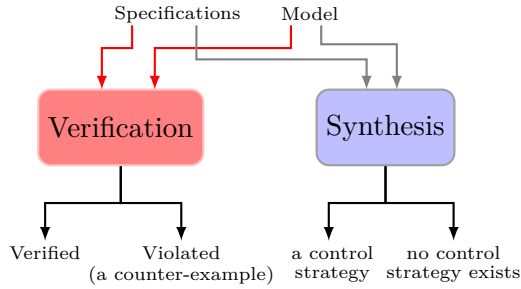 Specifications Model
Verification Synthesis
Verified
Violated
(a counter-example)
a control
strategy
no control
strategy exists